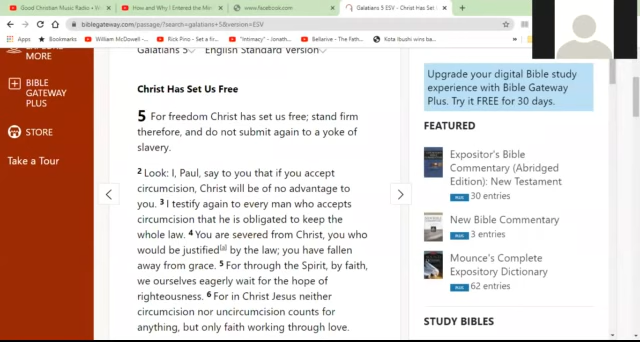 Good Christian Music Radio •
How and Why I Entered the Mini
www.facebook.com
Galatians 5 ESV - Christ Has Set Us
biblegateway.com/passage/?search=galatians+5&version=ESV
Apps
Bookmarks
William McDowell -...
Rick Pino - Set a fir...
"Intimacy" - Jonath...
Bellarive - The Fath...
Kota Ibushi wins ba...
MORE
BIBLE
GATEWAY
PLUS
STORE
Take a Tour
Galatians 5
English Standard Version
Christ Has Set Us Free
5 For freedom Christ has set us free; stand firm
therefore, and do not submit again to a yoke of
slavery.
2 Look: I, Paul, say to you that if you accept
circumcision, Christ will be of no advantage to
you. 3 I testify again to every man who accepts
circumcision that he is obligated to keep the
whole law. 4 You are severed from Christ, you who
would be justified[a] by the law; you have fallen
away from grace. 5 For through the Spirit, by faith,
we ourselves eagerly wait for the hope of
righteousness. 6 For in Christ Jesus neither
circumcision nor uncircumcision counts for
anything, but only faith working through love.
Upgrade your digital Bible study
experience with Bible Gateway
Plus. Try it FREE for 30 days.
FEATURED
Expositor's Bible
Commentary (Abridged
Edition): New Testament
PLUS 30 entries
New Bible Commentary
PLUS 3 entries
Mounce's Complete
Expository Dictionary
PLUS 62 entries
STUDY BIBLES